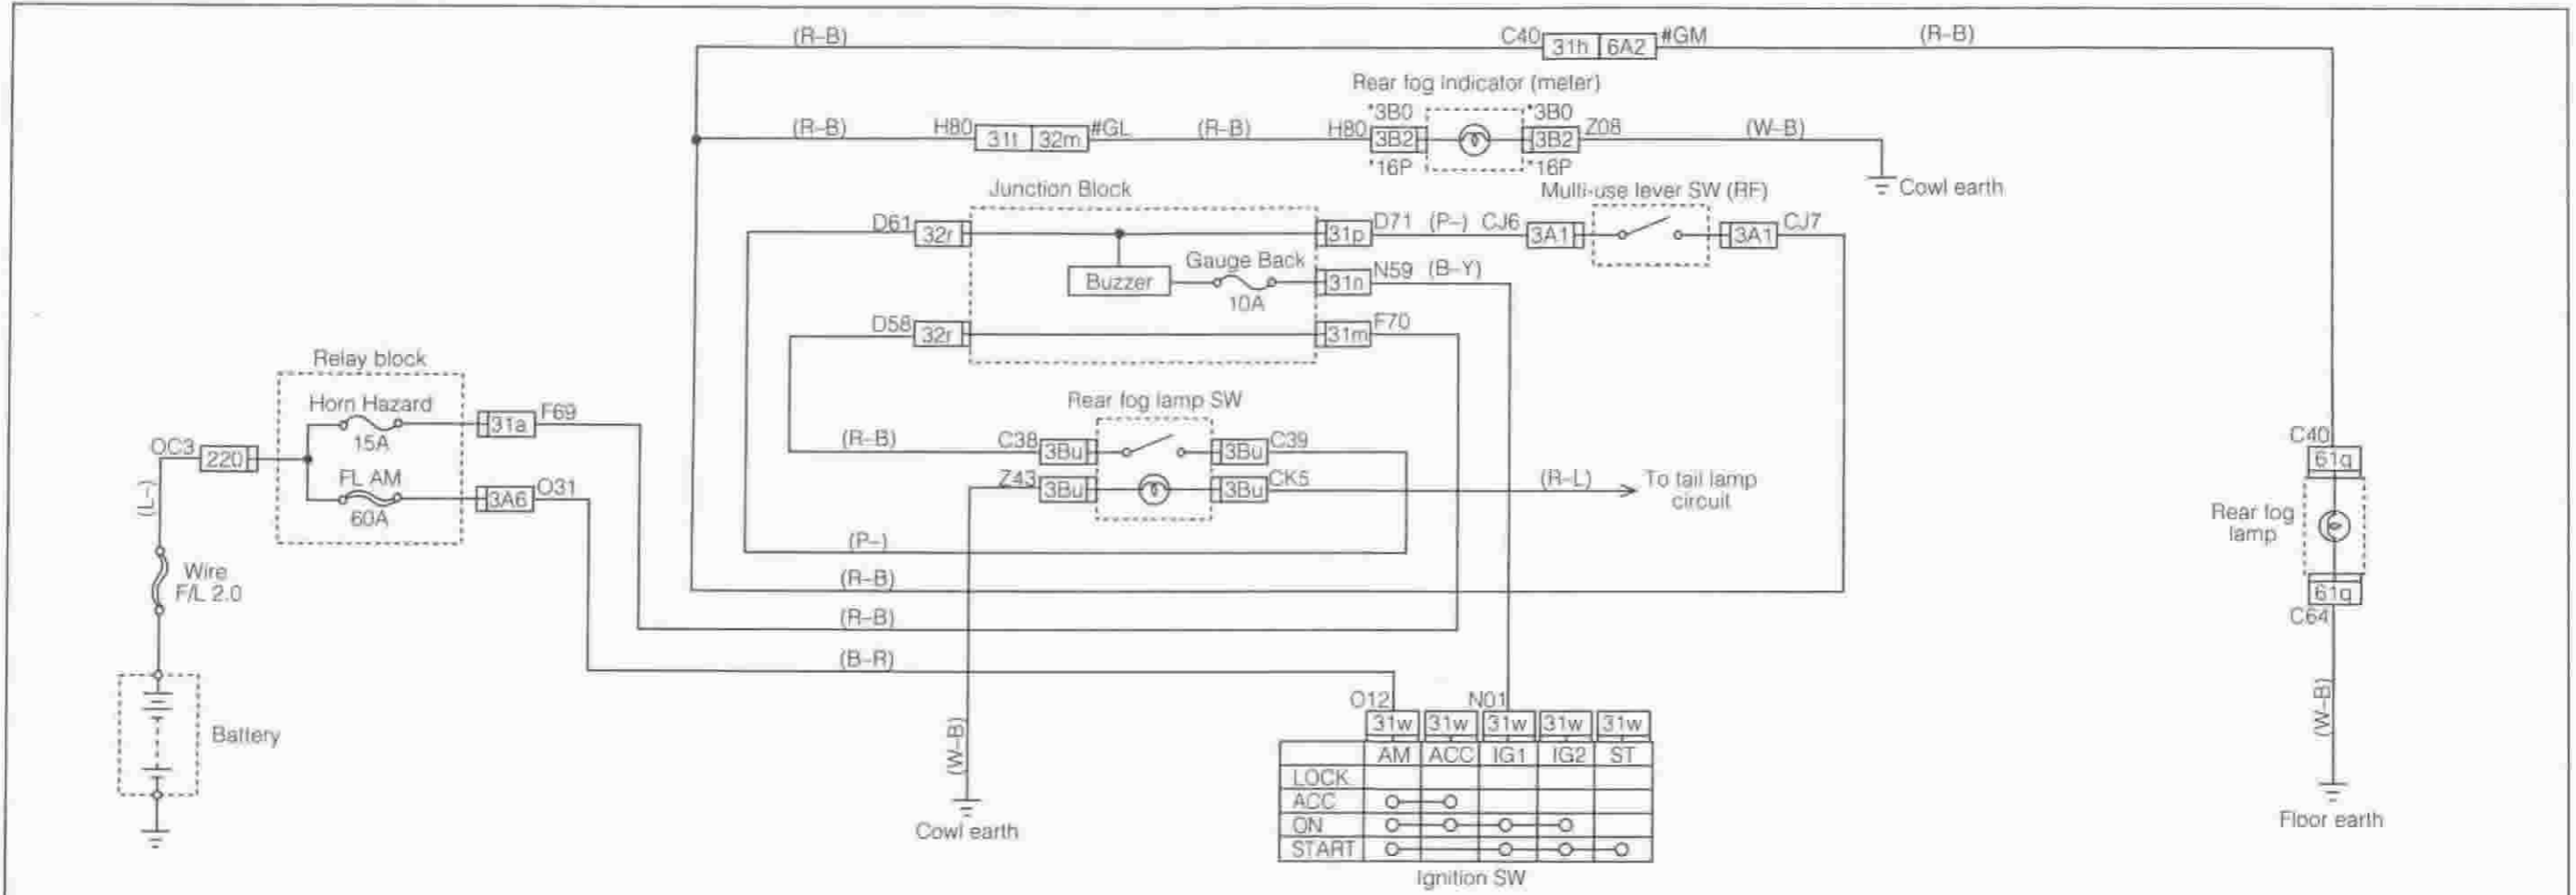 (R-B)
C40 31h 6A2 #GM
(R-B)
Rear fog indicator (meter)
*3B0 *3B0
(R-B)
H80 31t 32m #GL
(R-B)
H80 3B2 3B2 Z08
(W-B)
*16P *16P
Cowl earth
Junction Block
Multi-use lever SW (RF)
D61 32r 31p D71 (P-) CJ6 3A1 3A1 CJ7
Buzzer
Gauge Back
10A
31n N59 (B-Y)
D58 32r 31m F70
Relay block
Horn Hazard
15A
31a F69
OC3 220
FL AM
60A
3A6 O31
(L-)
Wire
F/L 2.0
Battery
Rear fog lamp SW
(R-B)
C38 3Bu 3Bu C39
Z43 3Bu 3Bu CK5
(R-L)
To tail lamp
circuit
(P-)
(R-B)
(R-B)
(B-R)
(W-B)
Cowl earth
O12 N01
31w 31w 31w 31w 31w
AM ACC IG1 IG2 ST
LOCK
ACC
ON
START
Ignition SW
C40
61q
Rear fog
lamp
61q
C64
(W-B)
Floor earth